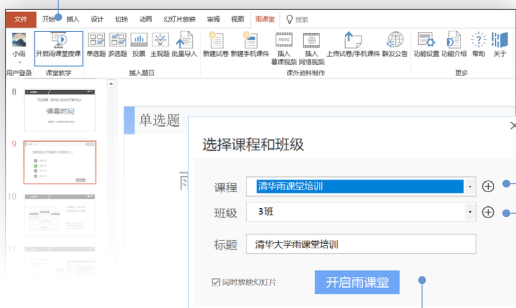 文件 开始 插入 设计 切换 动画 幻灯片放映 审阅 视图 雨课堂 搜索
小雨 开启雨课堂授课 单选题 多选题 投票 主观题 批量导入 新建试卷 新建手机课件 插入慕课视频 插入网络视频 上传试卷/手机课件 群发公告 功能设置 功能介绍 帮助 关于
用户登录 课堂教学 插入题目 课外资料制作 更多
8
弹幕时间
9
10
11
单选题
选择课程和班级
课程 清华雨课堂培训
班级 3班
标题 清华大学雨课堂培训
同时放映幻灯片 开启雨课堂